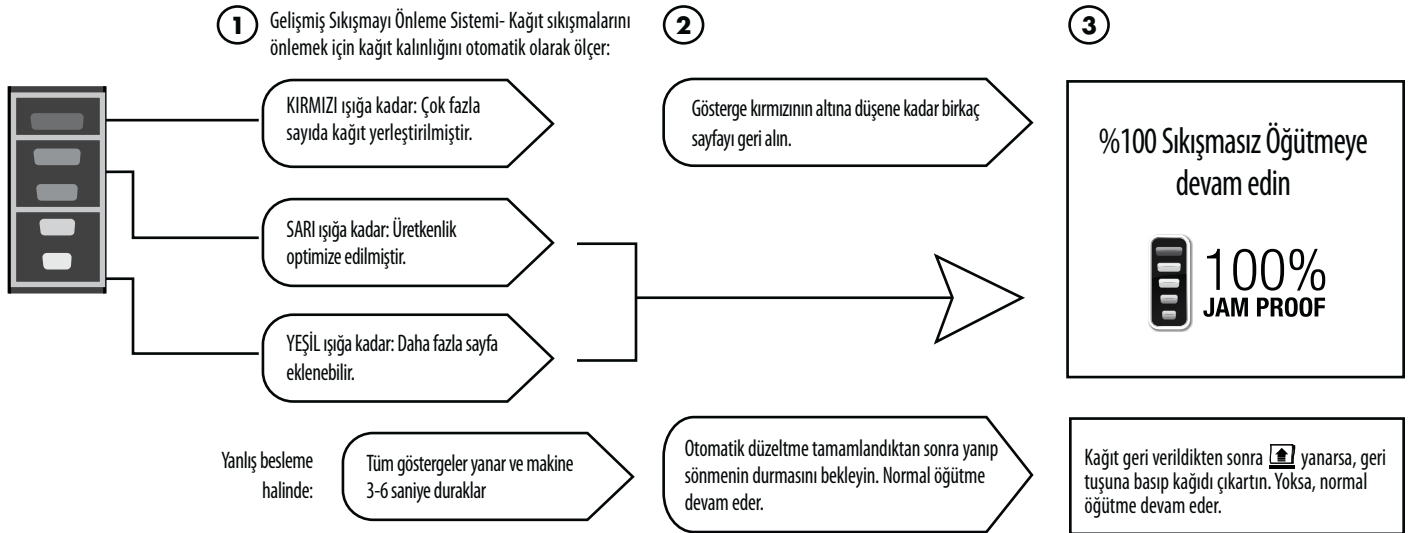 1 Gelişmiş Sıkışmayı Önleme Sistemi- Kağıt sıkışmalarını
önlemek için kağıt kalınlığını otomatik olarak ölçer:
KIRMIZI ışığa kadar: Çok fazla
sayıda kağıt yerleştirilmiştir.
SARI ışığa kadar: Üretkenlik
optimize edilmiştir.
YEŞİL ışığa kadar: Daha fazla sayfa
eklenebilir.
2
Gösterge kırmızının altına düşene kadar birkaç
sayfayı geri alın.
3
%100 Sıkışmasız Öğütmeye
devam edin
100%
JAM PROOF
Yanlış besleme
halinde:
Tüm göstergeler yanar ve makine
3-6 saniye duraklar
Otomatik düzeltme tamamlandıktan sonra yanıp
sönmenin durmasını bekleyin. Normal öğütme
devam eder.
Kağıt geri verildikten sonra yanarsa, geri
tuşuna basıp kağıdı çıkartın. Yoksa, normal
öğütme devam eder.